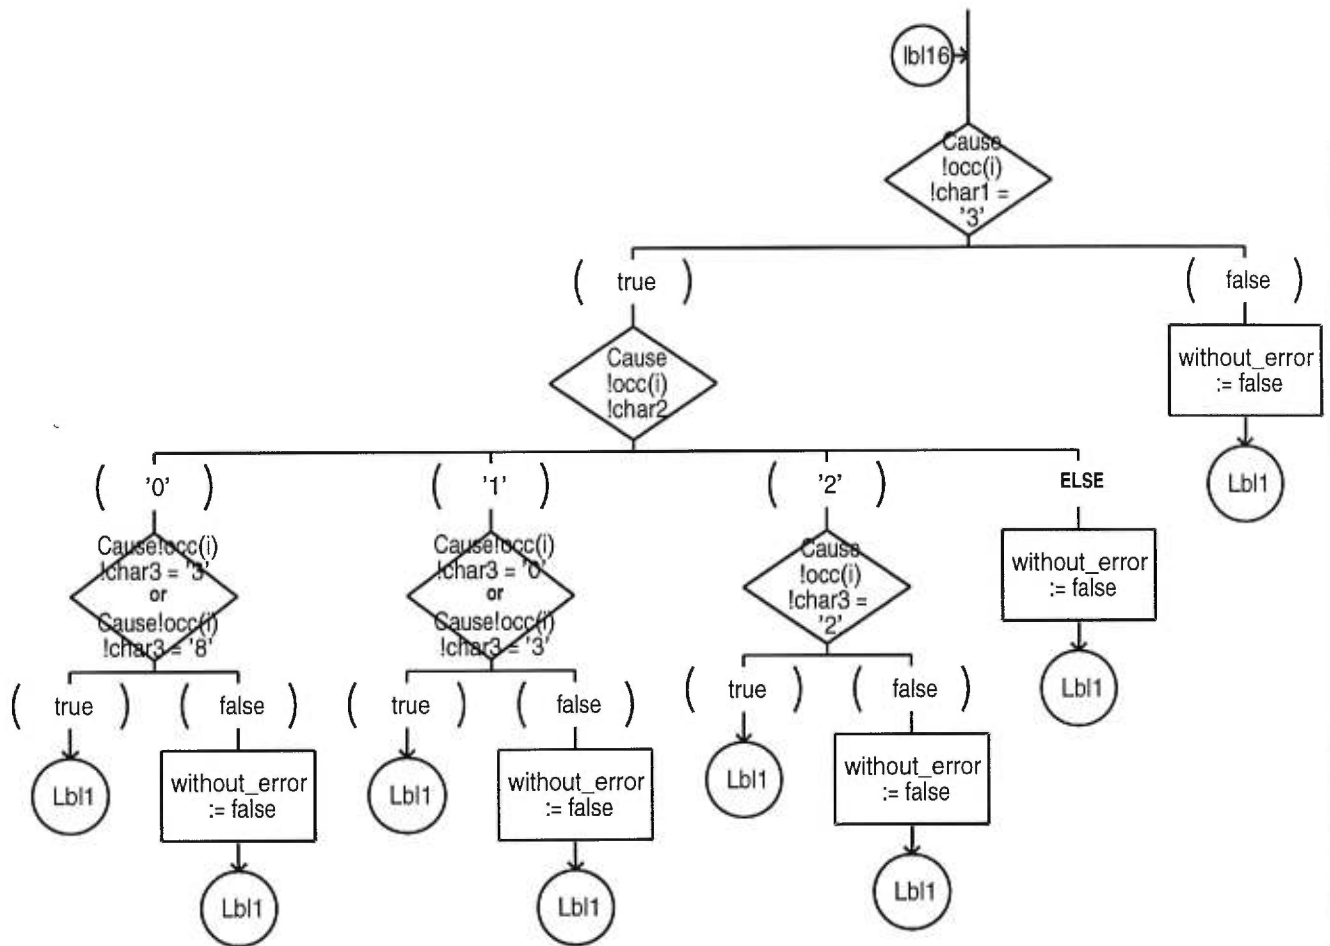 lbl16
Cause
!occ(i)
!char1 =
'3'
( true )
( false )
Cause
!occ(i)
!char2
without_error
:= false
Lbl1
( '0' )
( '1' )
( '2' )
ELSE
Cause!occ(i)
!char3 = '3'
or
Cause!occ(i)
!char3 = '8'
Cause!occ(i)
!char3 = '0'
or
Cause!occ(i)
!char3 = '3'
Cause
!occ(i)
!char3 =
'2'
without_error
:= false
Lbl1
( true )
( false )
( true )
( false )
( true )
( false )
Lbl1
without_error
:= false
Lbl1
Lbl1
without_error
:= false
Lbl1
Lbl1
without_error
:= false
Lbl1